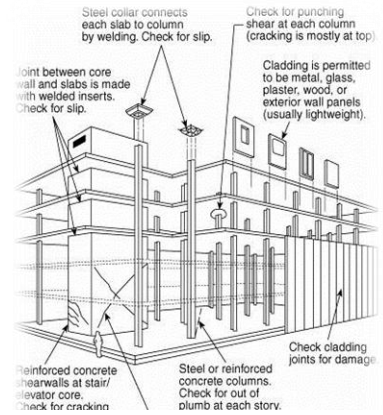 Steel collar connects
each slab to column
by welding. Check for slip.
Check for punching
shear at each column
(cracking is mostly at top).
Joint between core
wall and slabs is made
with welded inserts.
Check for slip.
Cladding is permitted
to be metal, glass,
plaster, wood, or
exterior wall panels
(usually lightweight).
Reinforced concrete
shearwalls at stair/
elevator core.
Check for cracking
Steel or reinforced
concrete columns.
Check for out of
plumb at each story.
Check cladding
joints for damage